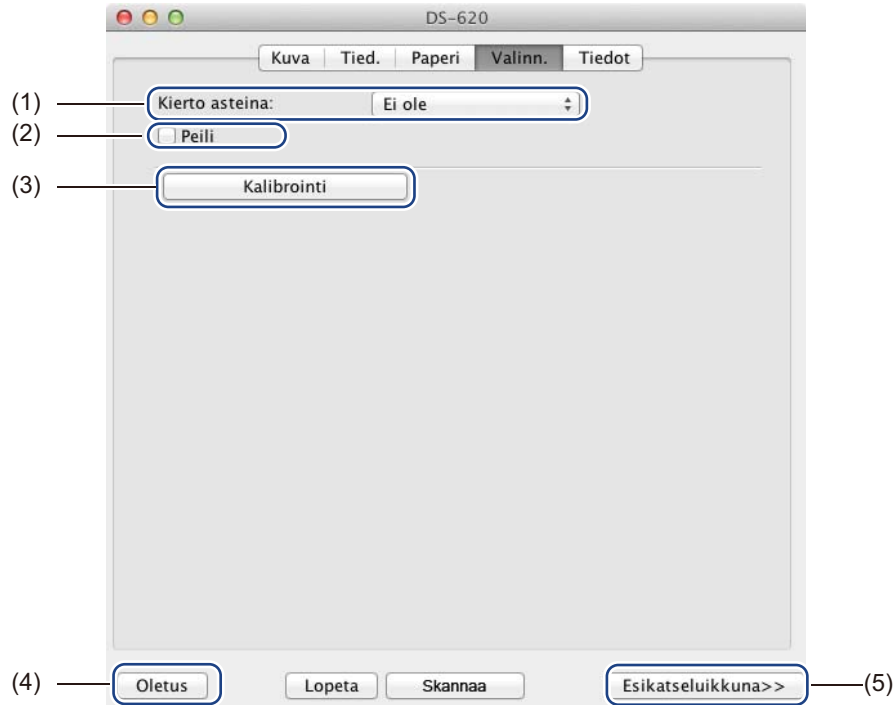 DS-620
Kuva Tied. Paperi Valinn. Tiedot
(1) Kierto asteina: Ei ole
(2) Peili
(3) Kalibrointi
(4) Oletus Lopeta Skannaa Esikatseluikkuna>> (5)